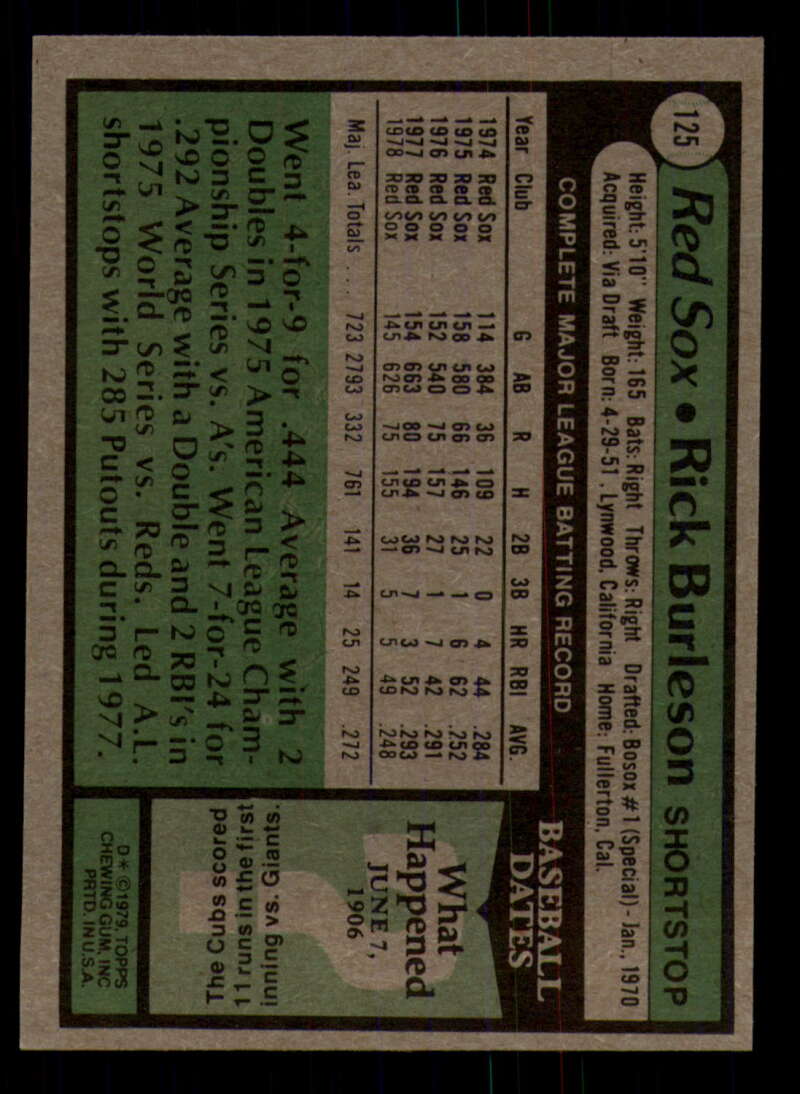 125
Red Sox • Rick Burleson SHORTSTOP
Height: 5'10" Weight: 165 Bats: Right Throws: Right Drafted: Bosox #1 (Special) - Jan., 1970
Acquired: Via Draft Born: 4-29-51, Lynwood, California Home: Fullerton, Cal.
COMPLETE MAJOR LEAGUE BATTING RECORD
Year Club G AB R H 2B 3B HR RBI AVG.
1974 Red Sox 114 384 36 109 22 0 4 44 .284
1975 Red Sox 158 580 66 146 25 1 6 62 .252
1976 Red Sox 152 540 75 157 27 1 7 42 .291
1977 Red Sox 154 663 80 194 36 7 3 52 .293
1978 Red Sox 145 626 75 155 31 5 5 49 .248
Maj. Lea. Totals .... 723 2793 332 761 141 14 25 249 .272
Went 4-for-9 for .444 Average with 2
Doubles in 1975 American League Cham-
pionship Series vs. A's. Went 7-for-24 for
.292 Average with a Double and 2 RBI's in
1975 World Series vs. Reds. Led A.L.
shortstops with 285 Putouts during 1977.
BASEBALL
DATES
What
Happened
JUNE 7,
1906
The Cubs scored
11 runs in the first
inning vs. Giants.
D* © 1979, TOPPS
CHEWING GUM, INC
PRTD. IN U.S.A.